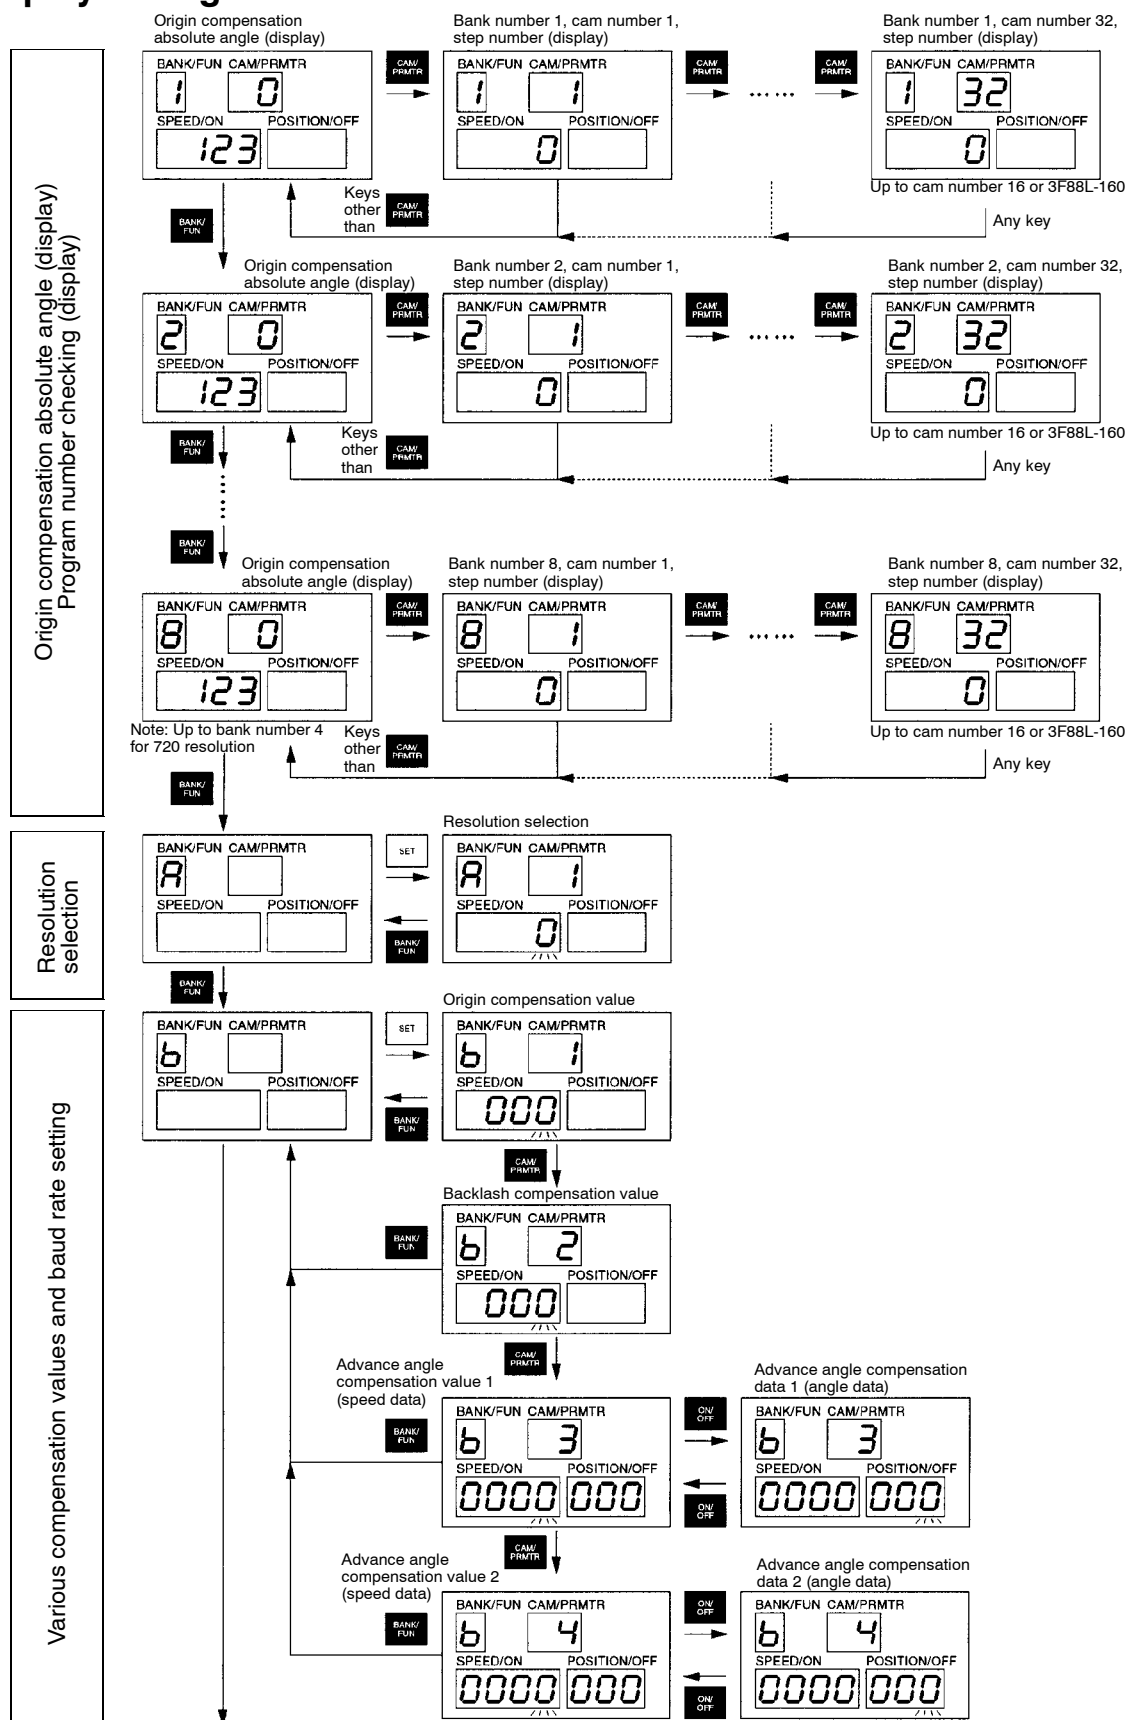 Origin compensation
absolute angle (display)
Bank number 1, cam number 1,
step number (display)
Bank number 1, cam number 32,
step number (display)
BANK/FUN CAM/PRMTR
1 0
SPEED/ON POSITION/OFF
123
CAM/
PRMTR
BANK/FUN CAM/PRMTR
1 1
SPEED/ON POSITION/OFF
0
CAM/
PRMTR
......
CAM/
PRMTR
BANK/FUN CAM/PRMTR
1 32
SPEED/ON POSITION/OFF
0
Up to cam number 16 or 3F88L-160
Any key
Keys
other
than
CAM/
PRMTR
BANK/
FUN
Origin compensation absolute angle (display)
Program number checking (display)
Origin compensation
absolute angle (display)
Bank number 2, cam number 1,
step number (display)
Bank number 2, cam number 32,
step number (display)
BANK/FUN CAM/PRMTR
2 0
SPEED/ON POSITION/OFF
123
CAM/
PRMTR
BANK/FUN CAM/PRMTR
2 1
SPEED/ON POSITION/OFF
0
CAM/
PRMTR
......
CAM/
PRMTR
BANK/FUN CAM/PRMTR
2 32
SPEED/ON POSITION/OFF
0
Up to cam number 16 or 3F88L-160
Any key
Keys
other
than
CAM/
PRMTR
BANK/
FUN
BANK/
FUN
Origin compensation
absolute angle (display)
Bank number 8, cam number 1,
step number (display)
Bank number 8, cam number 32,
step number (display)
BANK/FUN CAM/PRMTR
8 0
SPEED/ON POSITION/OFF
123
CAM/
PRMTR
BANK/FUN CAM/PRMTR
8 1
SPEED/ON POSITION/OFF
0
CAM/
PRMTR
......
CAM/
PRMTR
BANK/FUN CAM/PRMTR
8 32
SPEED/ON POSITION/OFF
0
Up to cam number 16 or 3F88L-160
Any key
Note: Up to bank number 4
for 720 resolution
Keys
other
than
CAM/
PRMTR
BANK/
FUN
Resolution
selection
Resolution selection
BANK/FUN CAM/PRMTR
A
SPEED/ON POSITION/OFF
SET
BANK/
FUN
BANK/FUN CAM/PRMTR
A 1
SPEED/ON POSITION/OFF
0
BANK/
FUN
Various compensation values and baud rate setting
Origin compensation value
BANK/FUN CAM/PRMTR
b
SPEED/ON POSITION/OFF
SET
BANK/
FUN
BANK/FUN CAM/PRMTR
b 1
SPEED/ON POSITION/OFF
000
CAM/
PRMTR
Backlash compensation value
BANK/
FUN
BANK/FUN CAM/PRMTR
b 2
SPEED/ON POSITION/OFF
000
CAM/
PRMTR
Advance angle
compensation value 1
(speed data)
Advance angle compensation
data 1 (angle data)
BANK/
FUN
BANK/FUN CAM/PRMTR
b 3
SPEED/ON POSITION/OFF
0000 000
ON/
OFF
ON/
OFF
BANK/FUN CAM/PRMTR
b 3
SPEED/ON POSITION/OFF
0000 000
CAM/
PRMTR
Advance angle
compensation value 2
(speed data)
Advance angle compensation
data 2 (angle data)
BANK/
FUN
BANK/FUN CAM/PRMTR
b 4
SPEED/ON POSITION/OFF
0000 000
ON/
OFF
ON/
OFF
BANK/FUN CAM/PRMTR
b 4
SPEED/ON POSITION/OFF
0000 000